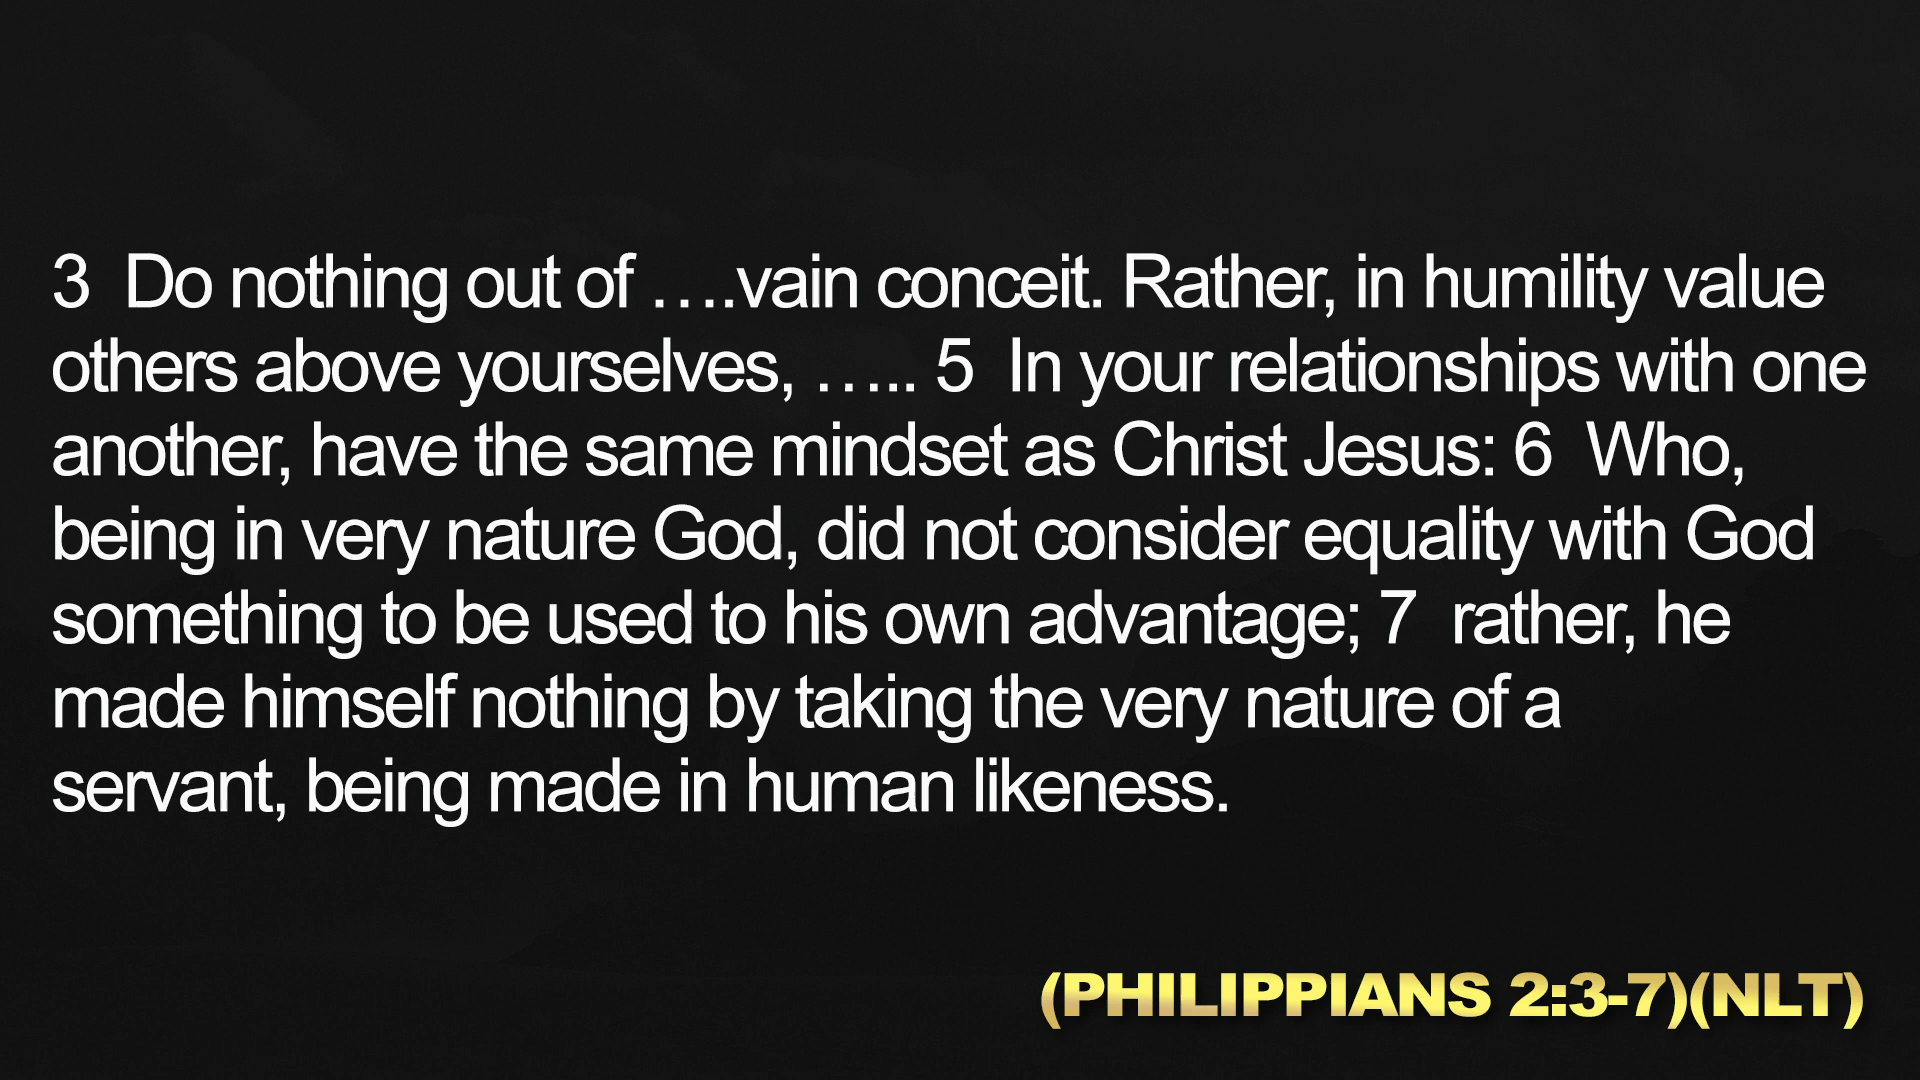 3  Do nothing out of ….vain conceit. Rather, in humility value
others above yourselves, ….. 5  In your relationships with one
another, have the same mindset as Christ Jesus: 6  Who,
being in very nature God, did not consider equality with God
something to be used to his own advantage; 7  rather, he
made himself nothing by taking the very nature of a
servant, being made in human likeness.
(PHILIPPIANS 2:3-7)(NLT)